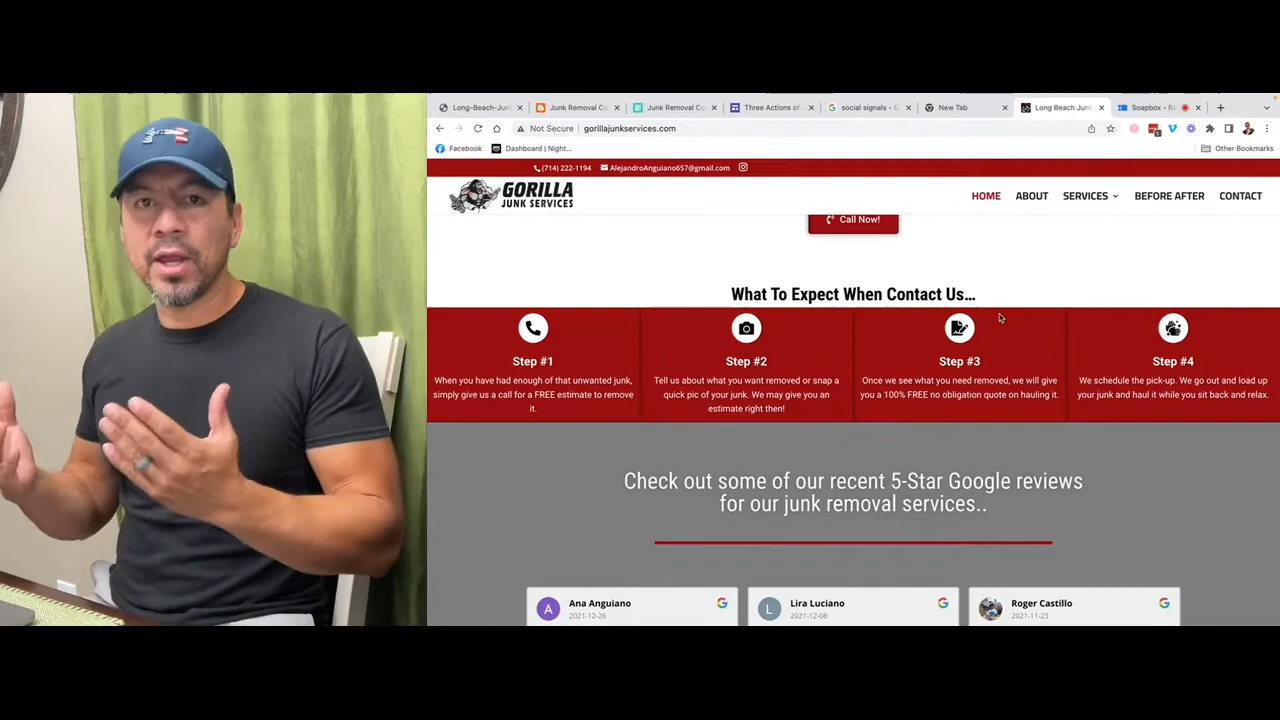 Long-Beach-Jun
Junk Removal Co
Junk Removal Co
Three Actions of
social signals - G
New Tab
Long Beach Junk
Soapbox - Re
Not Secure
gorillajunkservices.com
Facebook
Dashboard | Night...
Other Bookmarks
(714) 222-1194
AlejandroAnguiano657@gmail.com
GORILLA
JUNK SERVICES
HOME
ABOUT
SERVICES
BEFORE AFTER
CONTACT
Call Now!
What To Expect When Contact Us...
Step #1
When you have had enough of that unwanted junk,
simply give us a call for a FREE estimate to remove
it.
Step #2
Tell us about what you want removed or snap a
quick pic of your junk. We may give you an
estimate right then!
Step #3
Once we see what you need removed, we will give
you a 100% FREE no obligation quote on hauling it.
Step #4
We schedule the pick-up. We go out and load up
your junk and haul it while you sit back and relax.
Check out some of our recent 5-Star Google reviews
for our junk removal services..
A
Ana Anguiano
2021-12-26
L
Lira Luciano
2021-12-08
Roger Castillo
2021-11-23